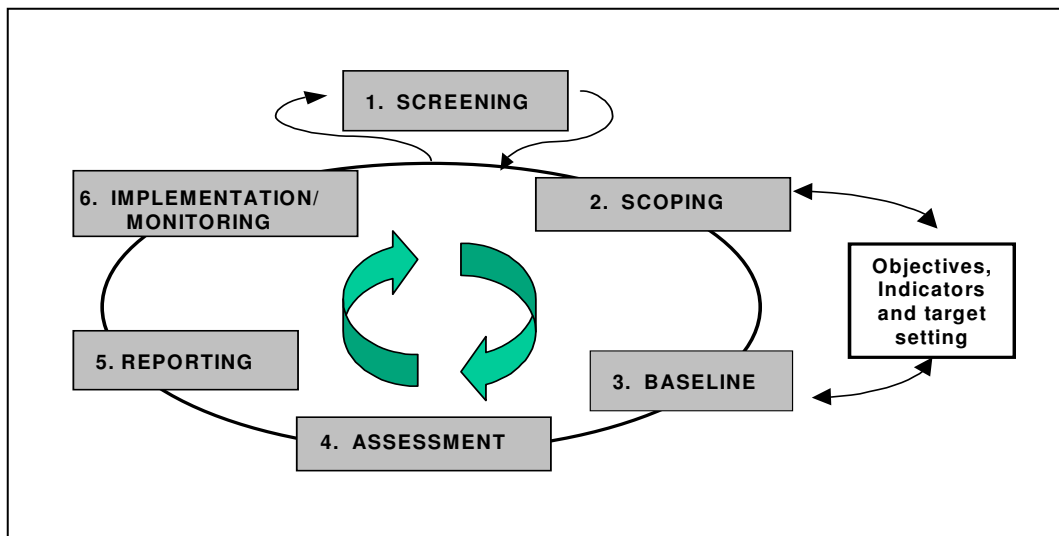 1. SCREENING
2. SCOPING
Objectives,
Indicators
and target
setting
3. BASELINE
4. ASSESSMENT
5. REPORTING
6. IMPLEMENTATION/
MONITORING